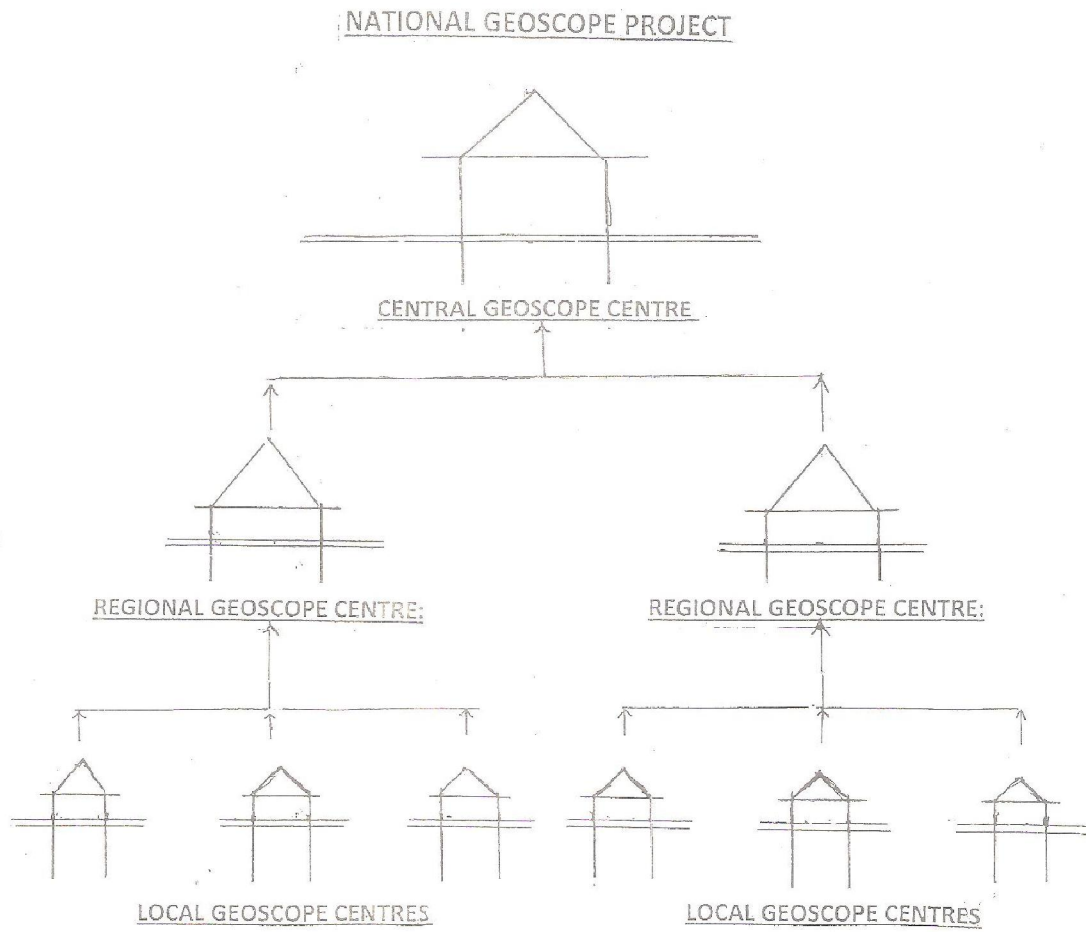 NATIONAL GEOSCOPE PROJECT
CENTRAL GEOSCOPE CENTRE
REGIONAL GEOSCOPE CENTRE:
REGIONAL GEOSCOPE CENTRE:
LOCAL GEOSCOPE CENTRES
LOCAL GEOSCOPE CENTRES